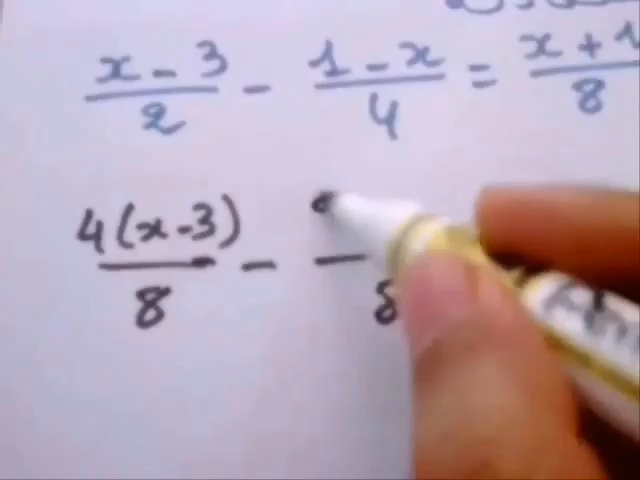 x - 3 / 2 - 1 - x / 4 = x + 1 / 8
4(x-3) / 8 - / 8